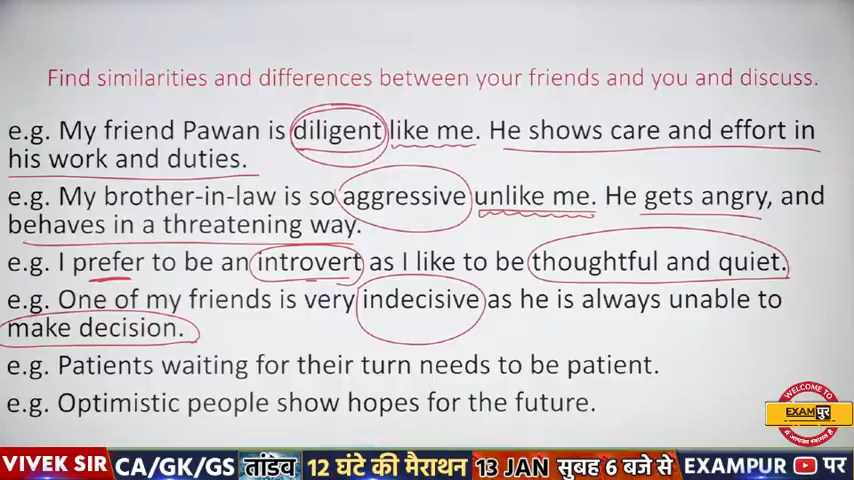 Find similarities and differences between your friends and you and discuss.
e.g. My friend Pawan is diligent like me. He shows care and effort in
his work and duties.
e.g. My brother-in-law is so aggressive unlike me. He gets angry, and
behaves in a threatening way.
e.g. I prefer to be an introvert as I like to be thoughtful and quiet.
e.g. One of my friends is very indecisive as he is always unable to
make decision.
e.g. Patients waiting for their turn needs to be patient.
e.g. Optimistic people show hopes for the future.
WELCOME TO
EXAMपुर
VIVEK SIR CA/GK/GS तांडव 12 घंटे की मैराथन 13 JAN सुबह 6 बजे से EXAMPUR पर